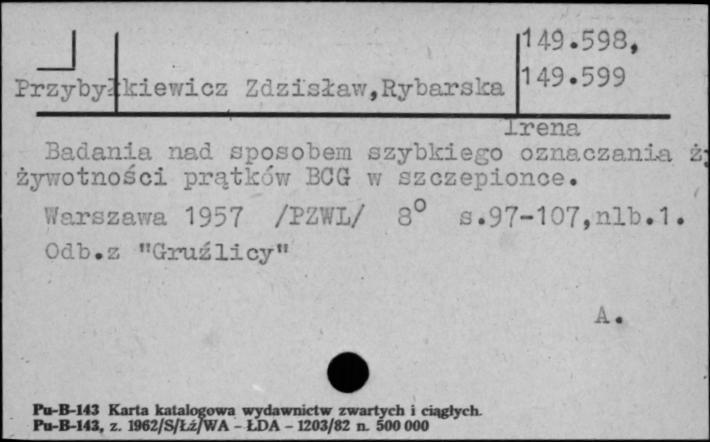 149.598,
Przybyłkiewicz Zdzisław,Rybarska 149.599
Irena
Badania nad sposobem szybkiego oznaczania ży
żywotności prątków BCG w szczepionce.
Warszawa 1957 /PZWL/ 8° s.97-107,nlb.1.
Odb.z "Gruźlicy"
A.
Pu-B-143 Karta katalogowa wydawnictw zwartych i ciągłych.
Pu-B-143, z. 1962/S/Łź/WA - ŁDA - 1203/82 n. 500 000